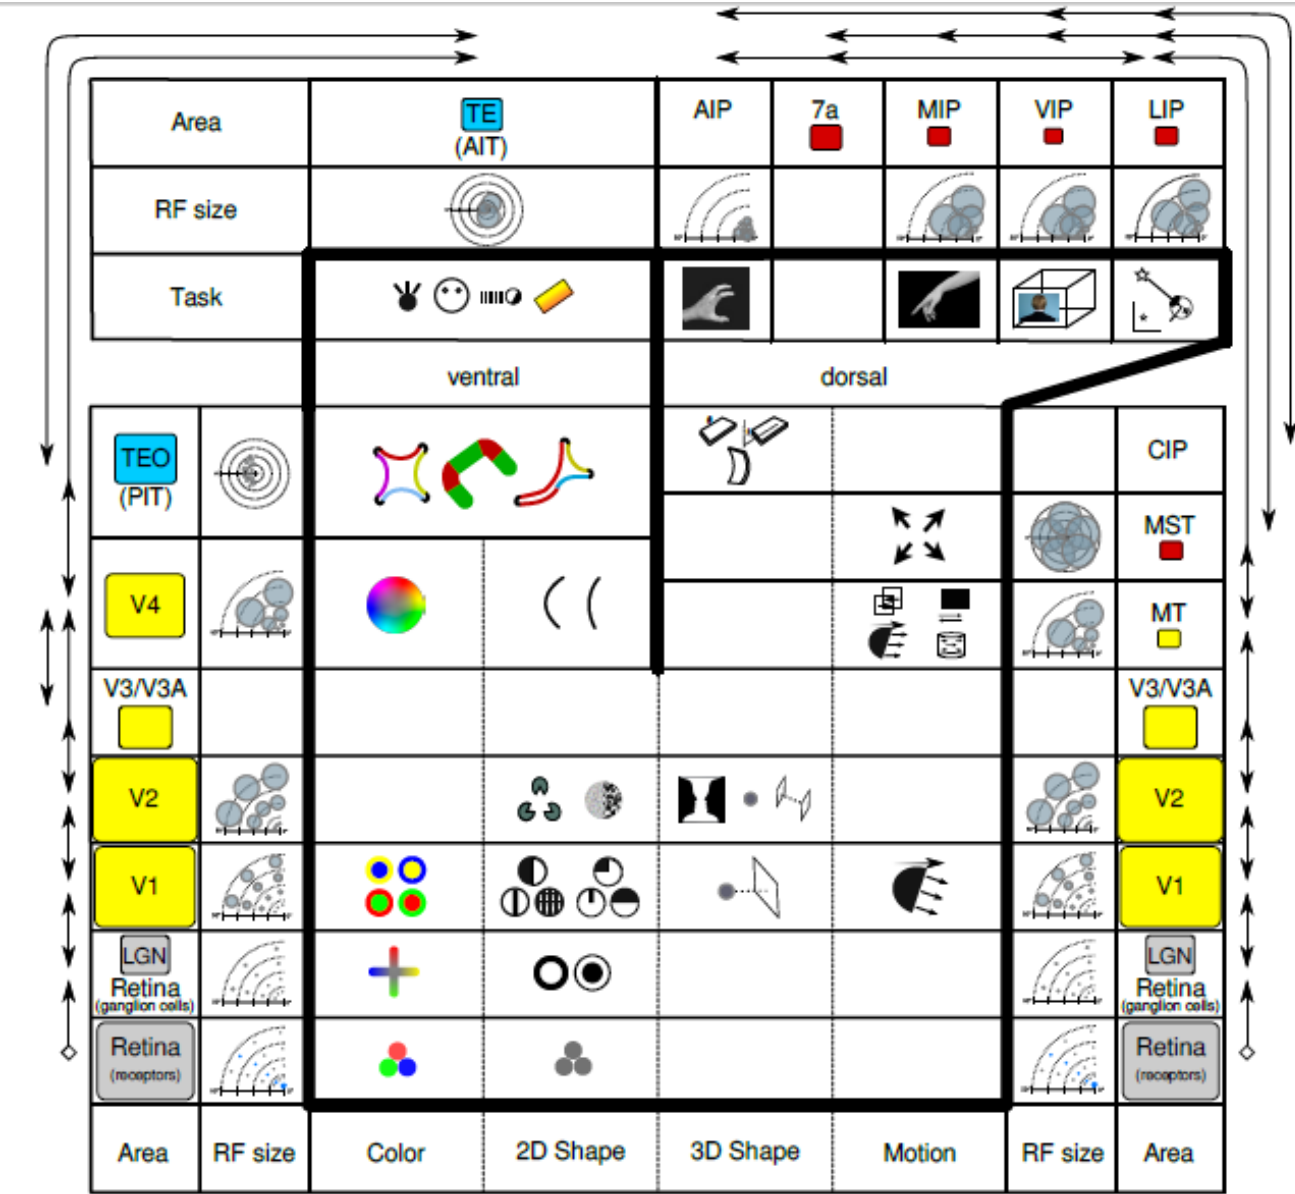 Area
TE
(AIT)
AIP
7a
MIP
VIP
LIP
RF size
Task
ventral
dorsal
TEO
(PIT)
CIP
MST
V4
MT
V3/V3A
V3/V3A
V2
V2
V1
V1
LGN
Retina
(ganglion cells)
LGN
Retina
(ganglion cells)
Retina
(receptors)
Retina
(receptors)
Area
RF size
Color
2D Shape
3D Shape
Motion
RF size
Area